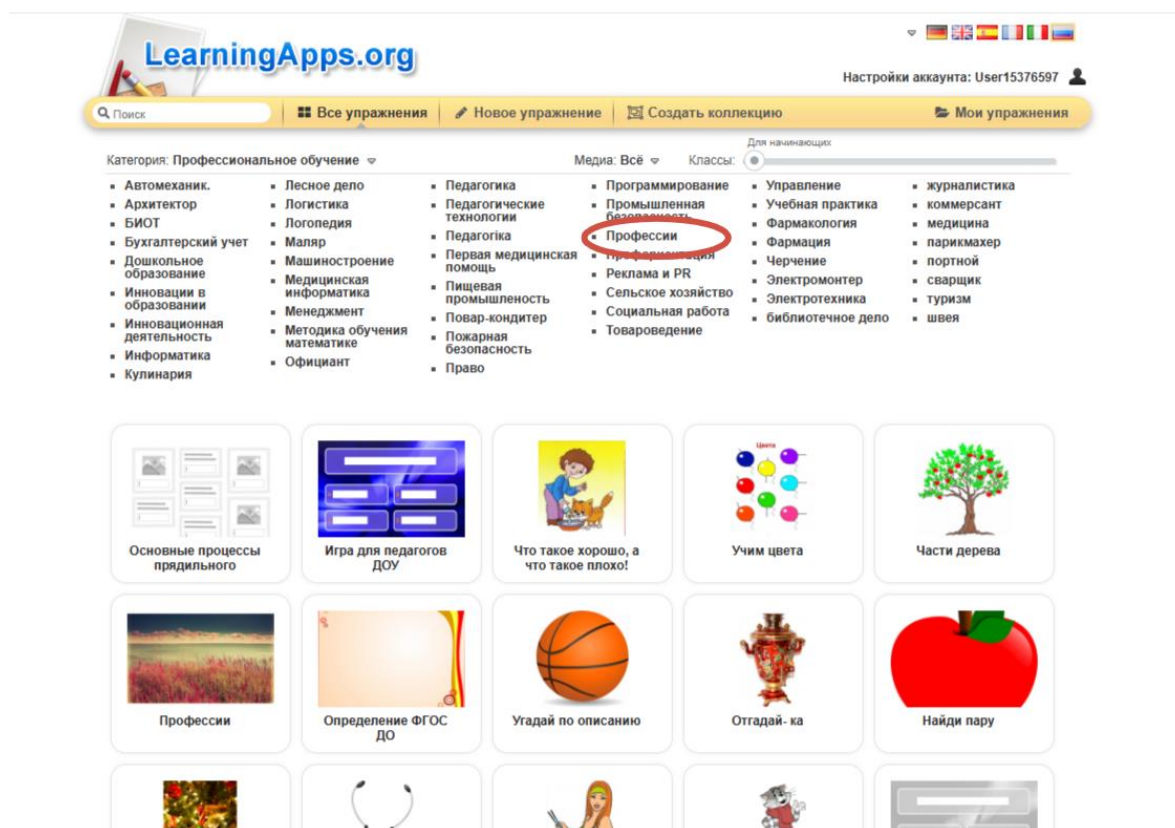 LearningApps.org
Настройки аккаунта: User15376597
Поиск
Все упражнения
Новое упражнение
Создать коллекцию
Мои упражнения
Для начинающих
Категория: Профессиональное обучение
Медиа: Всё
Классы:
Автомеханик.
Архитектор
БИОТ
Бухгалтерский учет
Дошкольное
образование
Инновации в
образовании
Инновационная
деятельность
Информатика
Кулинария
Лесное дело
Логистика
Логопедия
Маляр
Машиностроение
Медицинская
информатика
Менеджмент
Методика обучения
математике
Официант
Педагогика
Педагогические
технологии
Педагогіка
Первая медицинская
помощь
Пищевая
промышленость
Повар-кондитер
Пожарная
безопасность
Право
Программирование
Промышленная
безопасность
Профессии
Профориентация
Реклама и PR
Сельское хозяйство
Социальная работа
Товароведение
Управление
Учебная практика
Фармакология
Фармация
Черчение
Электромонтер
Электротехника
библиотечное дело
журналистика
коммерсант
медицина
парикмахер
портной
сварщик
туризм
швея
Основные процессы
прядильного
Игра для педагогов
ДОУ
Что такое хорошо, а
что такое плохо!
Цвета
Учим цвета
Части дерева
Профессии
Определение ФГОС
ДО
Угадай по описанию
Отгадай- ка
Найди пару